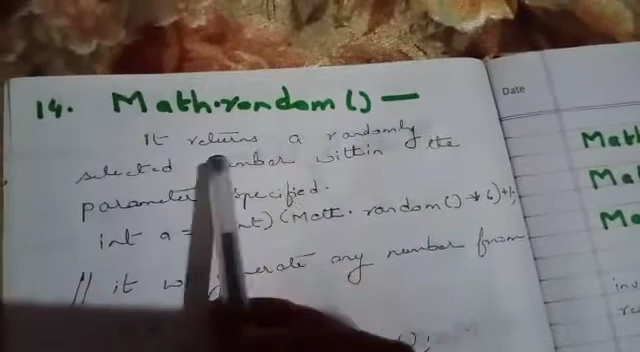 14. Math.random() —
It returns a randomly
selected number within the
parameter specified.
int a = (int) (Math.random() * 6)+1;
// it generate any number from
();
Date
Math
Ma
Ma